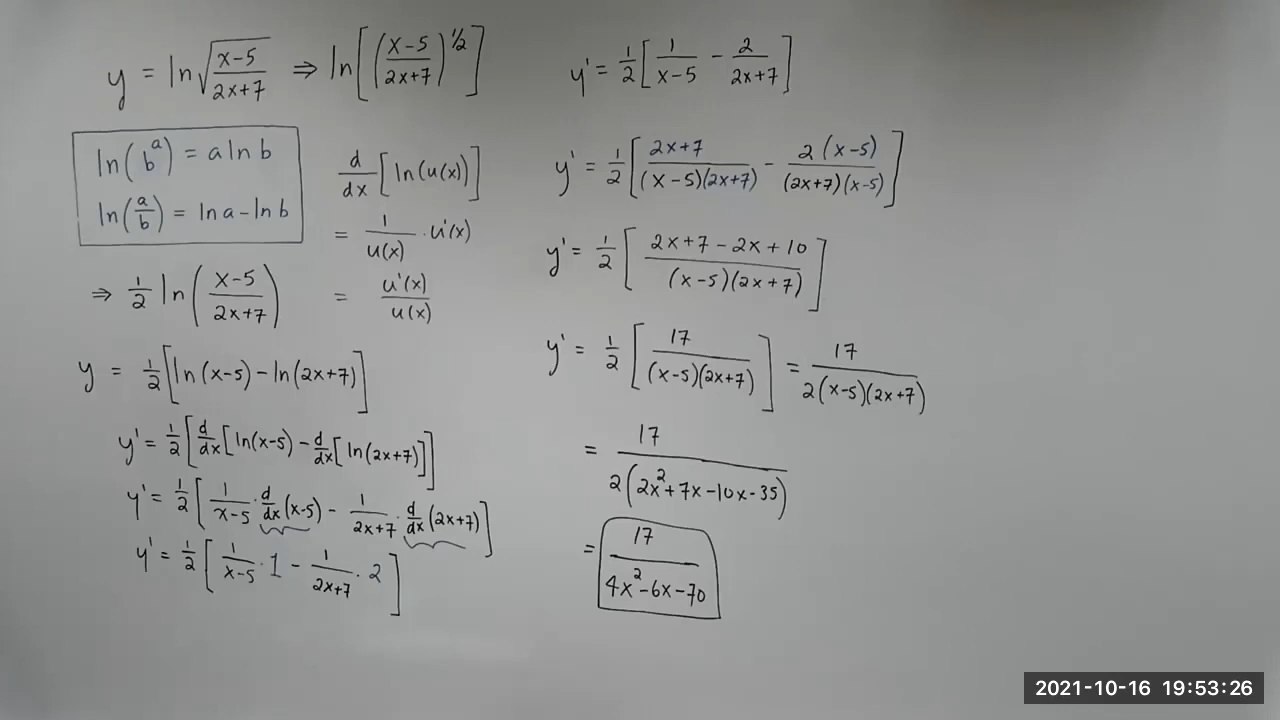 y = ln√((x-5)/(2x+7)) ⇒ ln[((x-5)/(2x+7))^(1/2)]
ln(b^a) = a ln b
ln(a/b) = ln a - ln b
d/dx [ln(u(x))]
= 1/u(x) · u'(x)
= u'(x)/u(x)
⇒ 1/2 ln((x-5)/(2x+7))
y = 1/2 [ln(x-5) - ln(2x+7)]
y' = 1/2 [d/dx [ln(x-5) - d/dx [ln(2x+7)]]
y' = 1/2 [1/(x-5) · d/dx (x-5) - 1/(2x+7) · d/dx (2x+7)]
y' = 1/2 [1/(x-5) · 1 - 1/(2x+7) · 2]
y' = 1/2 [1/(x-5) - 2/(2x+7)]
y' = 1/2 [(2x+7)/((x-5)(2x+7)) - 2(x-5)/((2x+7)(x-5))]
y' = 1/2 [(2x+7-2x+10)/((x-5)(2x+7))]
y' = 1/2 [17/((x-5)(2x+7))] = 17/(2(x-5)(2x+7))
= 17/(2(2x^2+7x-10x-35))
= 17/(4x^2-6x-70)
2021-10-16 19:53:26